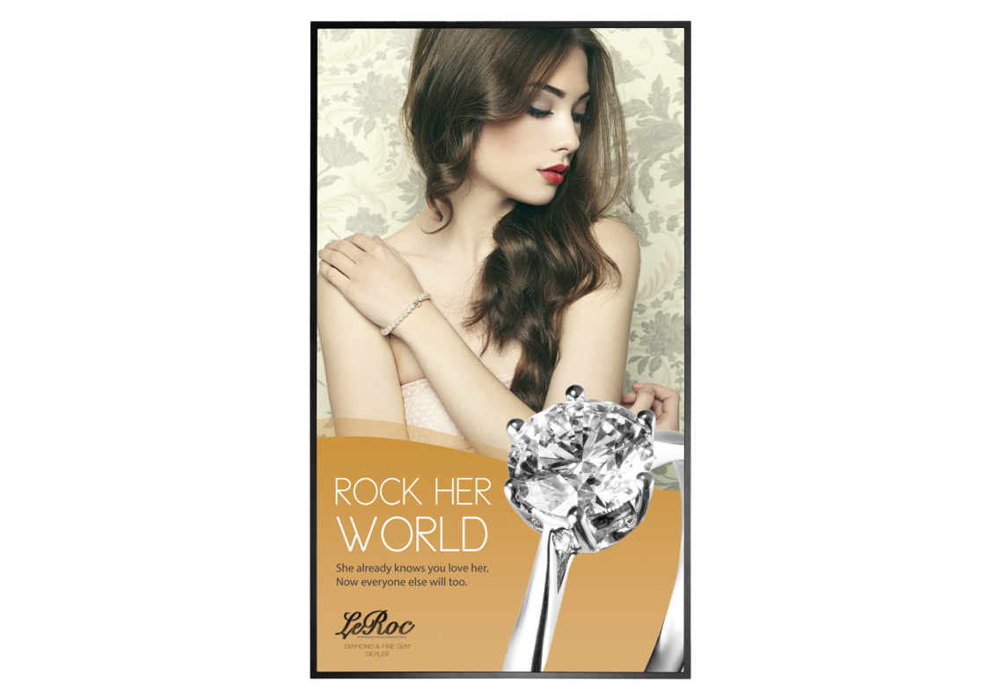 ROCK HER
WORLD
She already knows you love her.
Now everyone else will too.
LeRoc
DIAMOND & FINE GEM
DEALER